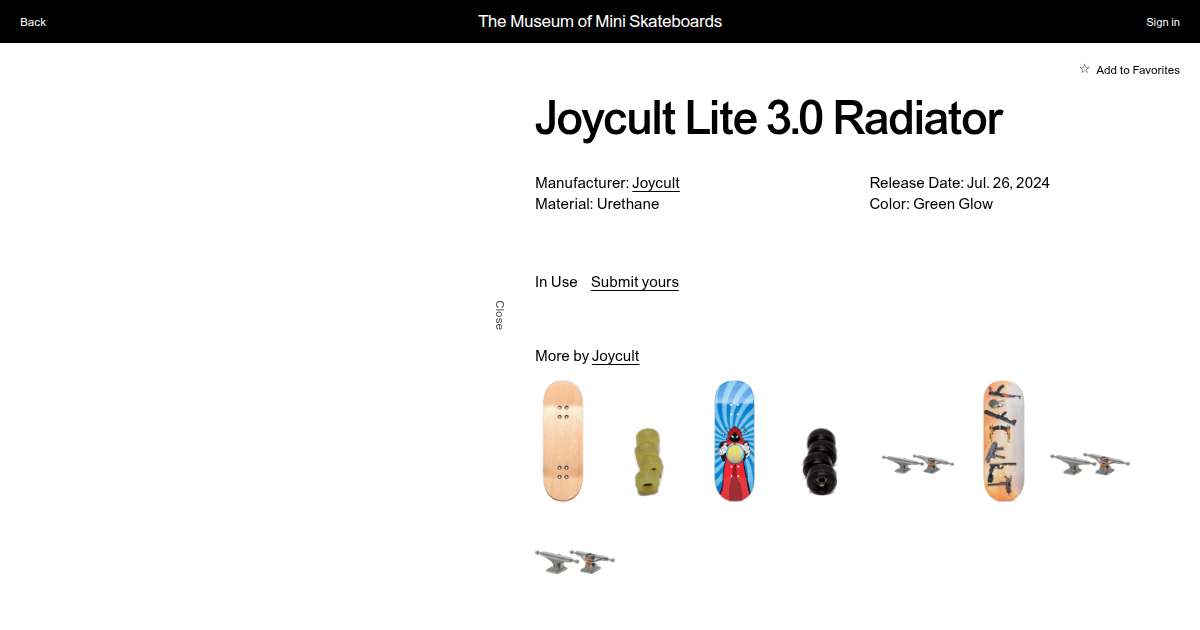 Back
The Museum of Mini Skateboards
Sign in
☆ Add to Favorites
Joycult Lite 3.0 Radiator
Manufacturer: Joycult
Release Date: Jul. 26, 2024
Material: Urethane
Color: Green Glow
In Use Submit yours
Close
More by Joycult